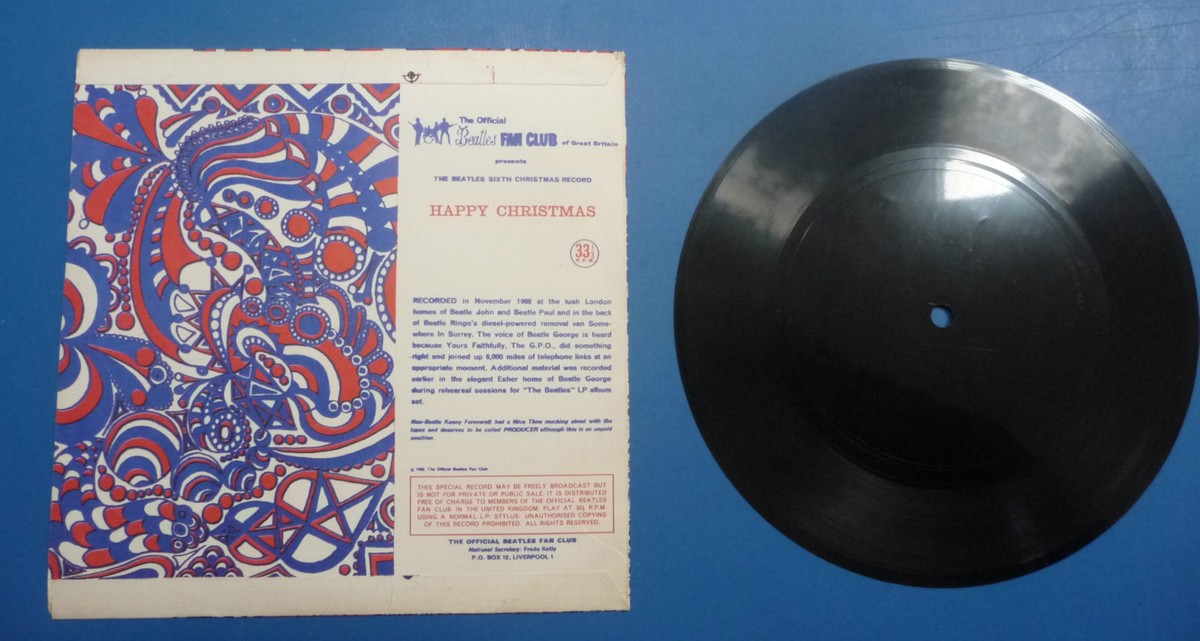 The Official
Beatles FAN CLUB of Great Britain
presents
THE BEATLES SIXTH CHRISTMAS RECORD
HAPPY CHRISTMAS
33⅓
R.P.M.
RECORDED in November 1968 at the lush London
homes of Beatle John and Beatle Paul and in the back
of Beatle Ringo's diesel-powered removal van Some-
where In Surrey. The voice of Beatle George is heard
because Yours Faithfully, The G.P.O., did something
right and joined up 6,000 miles of telephone links at an
appropriate moment. Additional material was recorded
earlier in the elegant Esher home of Beatle George
during rehearsal sessions for "The Beatles" LP album
set.
Non-Beatle Kenny Foreverett had a Nice Time mucking about with the
tapes and deserves to be called PRODUCER although this is an unpaid
position.
© 1968, The Official Beatles Fan Club
THIS SPECIAL RECORD MAY BE FREELY BROADCAST BUT
IS NOT FOR PRIVATE OR PUBLIC SALE. IT IS DISTRIBUTED
FREE OF CHARGE TO MEMBERS OF THE OFFICIAL BEATLES
FAN CLUB IN THE UNITED KINGDOM. PLAY AT 33⅓ R.P.M.
USING A NORMAL L.P. STYLUS. UNAUTHORISED COPYING
OF THIS RECORD PROHIBITED. ALL RIGHTS RESERVED.
THE OFFICIAL BEATLES FAN CLUB
National Secretary: Freda Kelly
P.O. BOX 12, LIVERPOOL 1